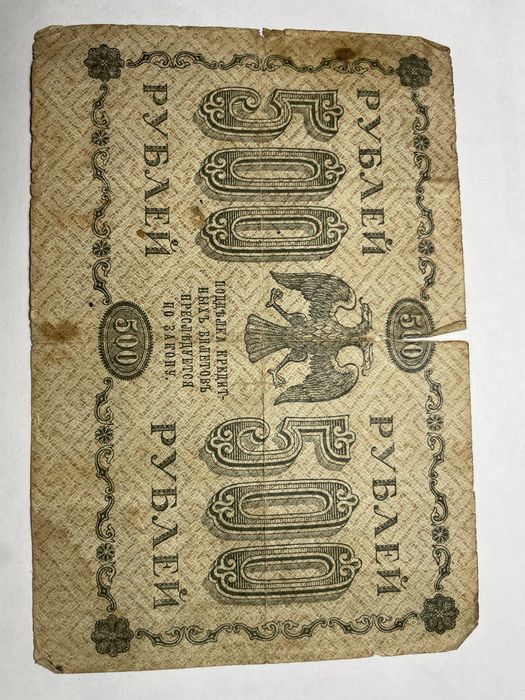 500
РУБЛЕЙ РУБЛЕЙ
500 500
ПОДДѢЛКА КРЕДИТ-
НЫХЪ БИЛЕТОВЪ
ПРЕСЛѢДУЕТСЯ
ПО ЗАКОНУ.
РУБЛЕЙ РУБЛЕЙ
500